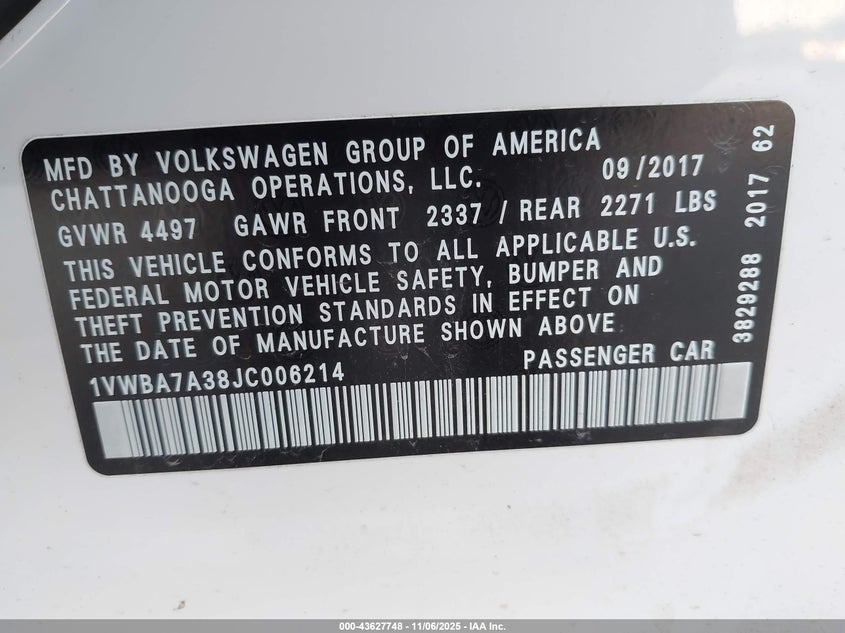 MFD BY VOLKSWAGEN GROUP OF AMERICA
CHATTANOOGA OPERATIONS, LLC. 09/2017
GVWR 4497 GAWR FRONT 2337 / REAR 2271 LBS
THIS VEHICLE CONFORMS TO ALL APPLICABLE U.S.
FEDERAL MOTOR VEHICLE SAFETY, BUMPER AND
THEFT PREVENTION STANDARDS IN EFFECT ON
THE DATE OF MANUFACTURE SHOWN ABOVE
1VWBA7A38JC006214 PASSENGER CAR
3829288 2017 62
000-43627748 - 11/06/2025 - IAA Inc.